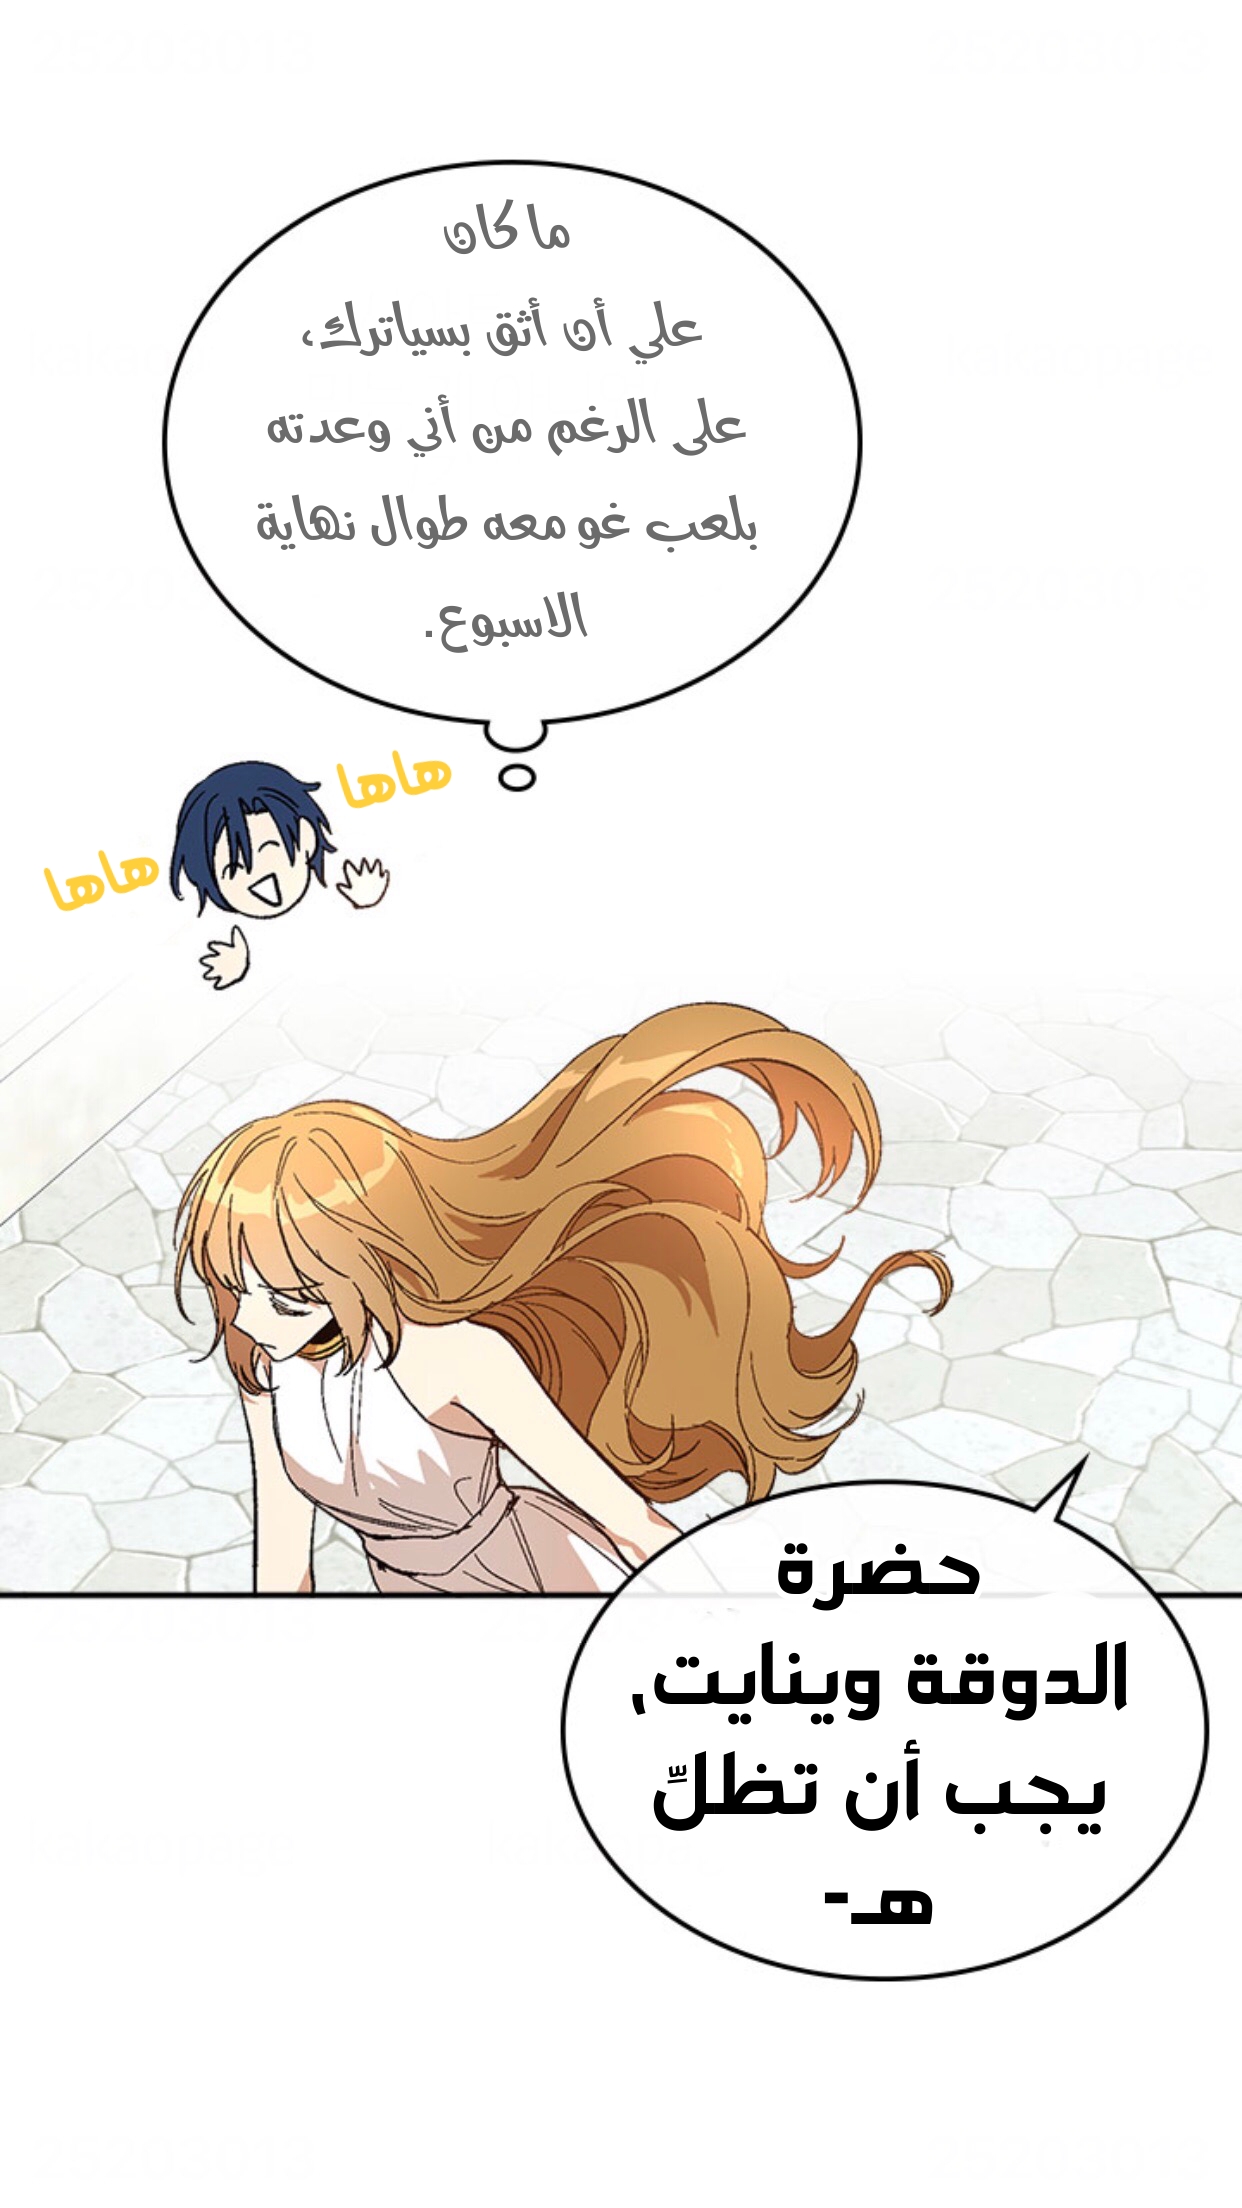 ما كان
علي أن أثق بسياترك،
على الرغم من أني وعدته
بلعب غو معه طوال نهاية
الاسبوع.
هاها
هاها
حضرة
الدوقة وينايت,
يجب أن تظلِّ
هـ-